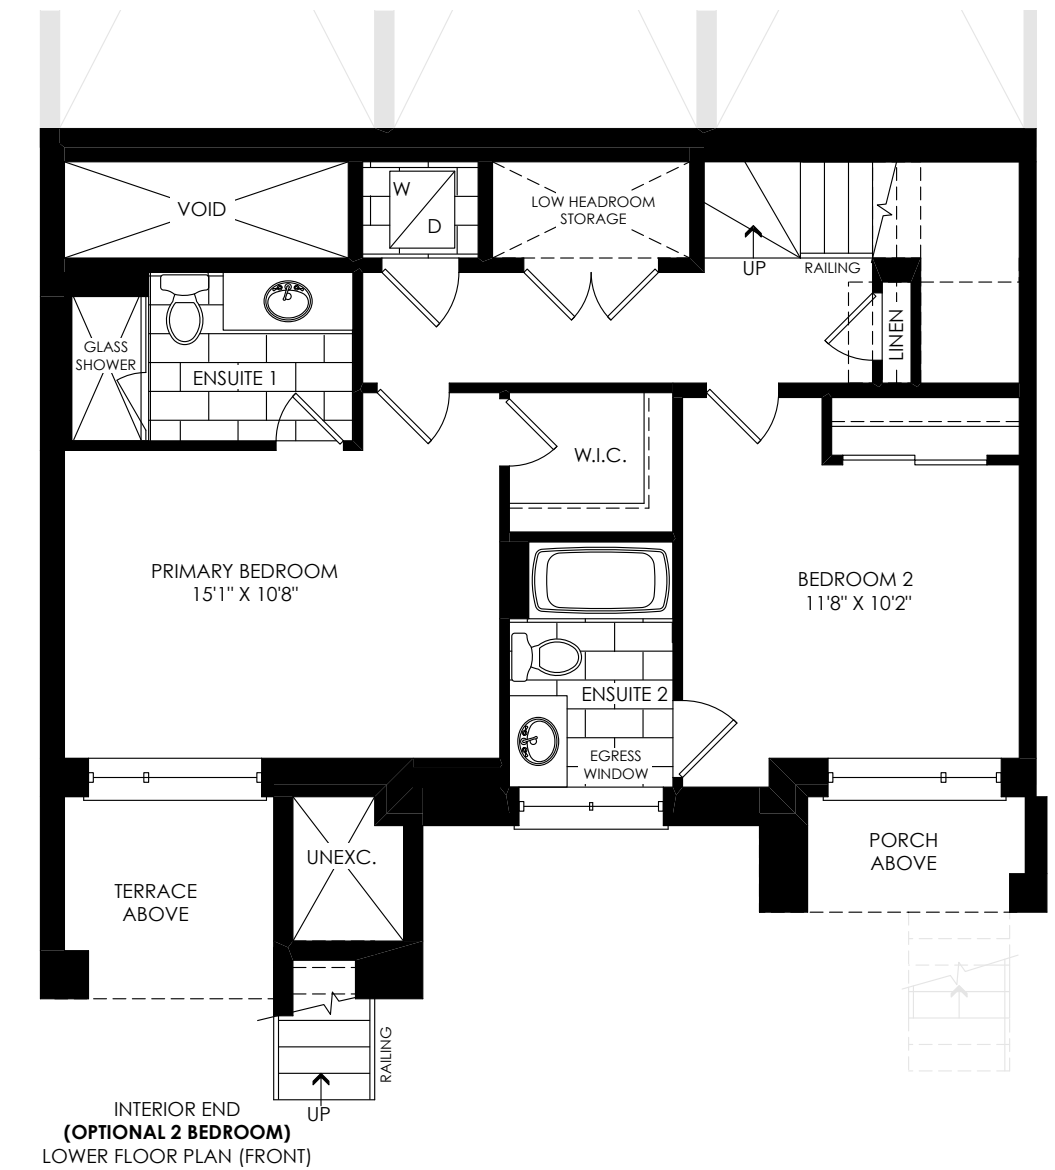 VOID
W
D
LOW HEADROOM
STORAGE
UP
RAILING
LINEN
GLASS
SHOWER
ENSUITE 1
W.I.C.
PRIMARY BEDROOM
15'1" X 10'8"
BEDROOM 2
11'8" X 10'2"
ENSUITE 2
EGRESS
WINDOW
UNEXC.
TERRACE
ABOVE
PORCH
ABOVE
RAILING
UP
INTERIOR END
(OPTIONAL 2 BEDROOM)
LOWER FLOOR PLAN (FRONT)